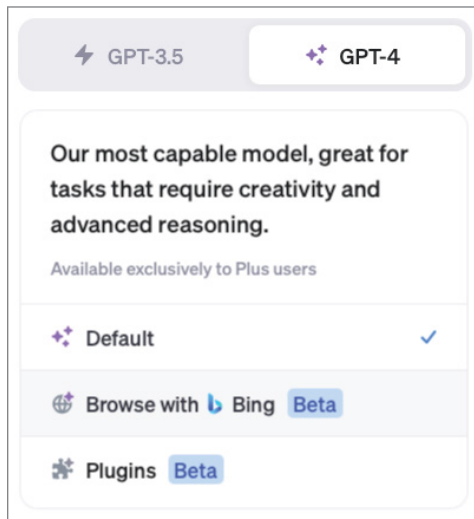 GPT-3.5
GPT-4
Our most capable model, great for
tasks that require creativity and
advanced reasoning.
Available exclusively to Plus users
Default
Browse with Bing Beta
Plugins Beta